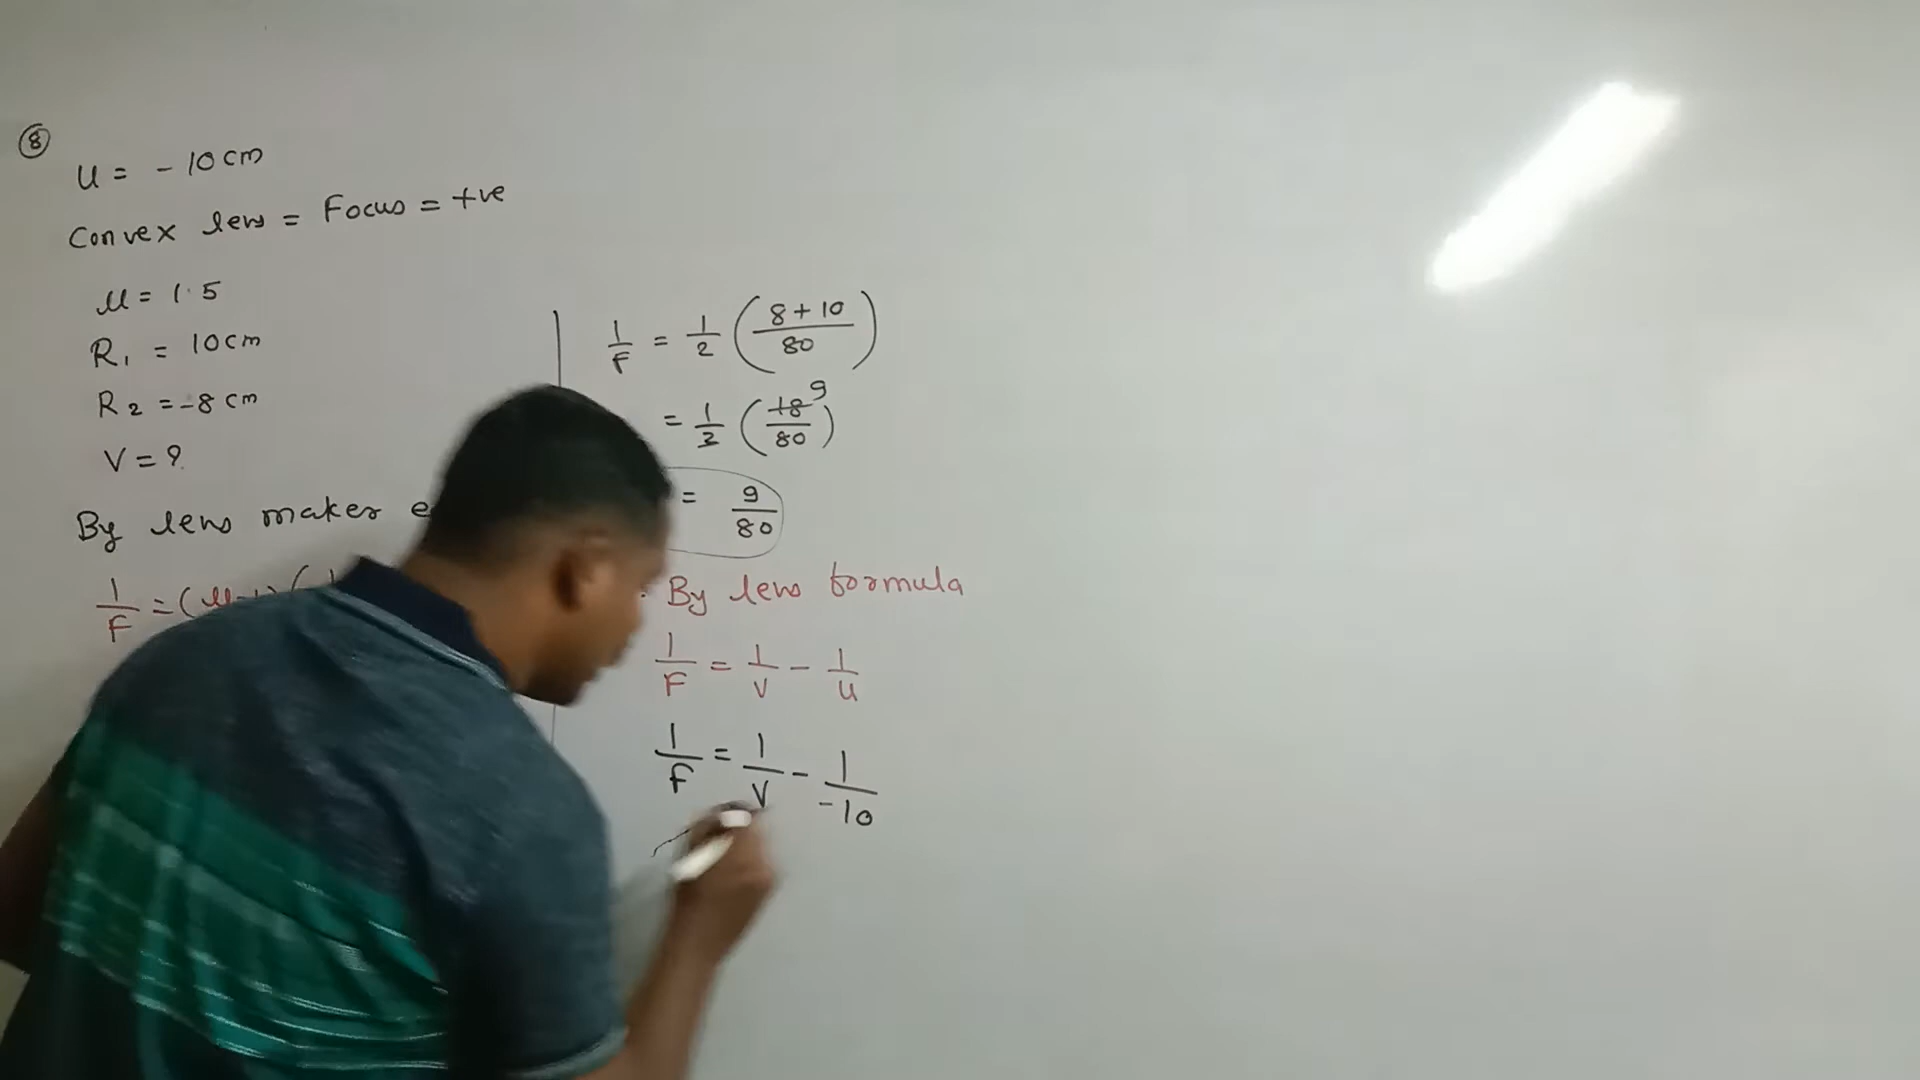 8
u = - 10 cm
Convex lens = Focus = +ve
μ = 1.5
R₁ = 10 cm
R₂ = -8 cm
V = ?
By lens maker
1/F = (μ-1)(1
1/F = 1/2 (8+10/80)
= 1/2 (18/80) 9
= 9/80
By lens formula
1/F = 1/V - 1/u
1/F = 1/V - 1/-10